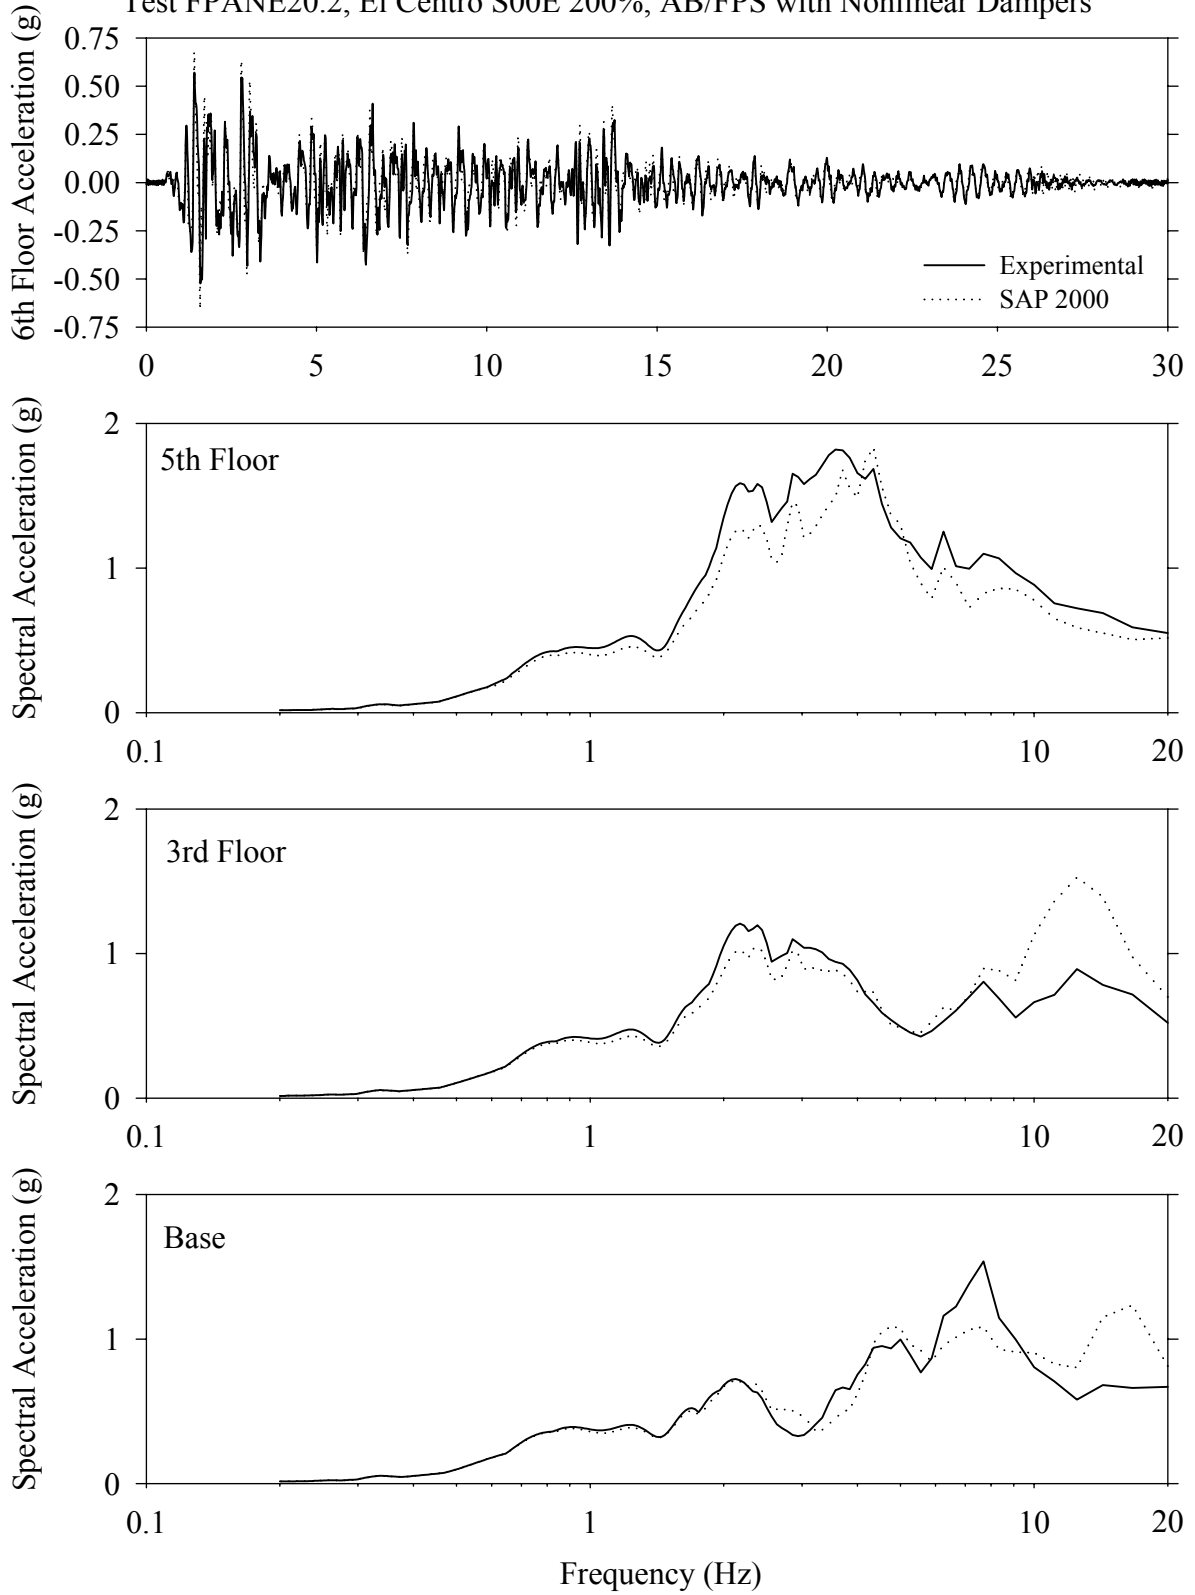 Test FPANE20.2, El Centro S00E 200%, AB/FPS with Nonlinear Dampers
6th Floor Acceleration (g)
0.75
0.50
0.25
0.00
-0.25
-0.50
-0.75
Experimental
SAP 2000
0 5 10 15 20 25 30
Spectral Acceleration (g)
2
1
0
5th Floor
0.1 1 10 20
Spectral Acceleration (g)
2
1
0
3rd Floor
0.1 1 10 20
Spectral Acceleration (g)
2
1
0
Base
0.1 1 10 20
Frequency (Hz)